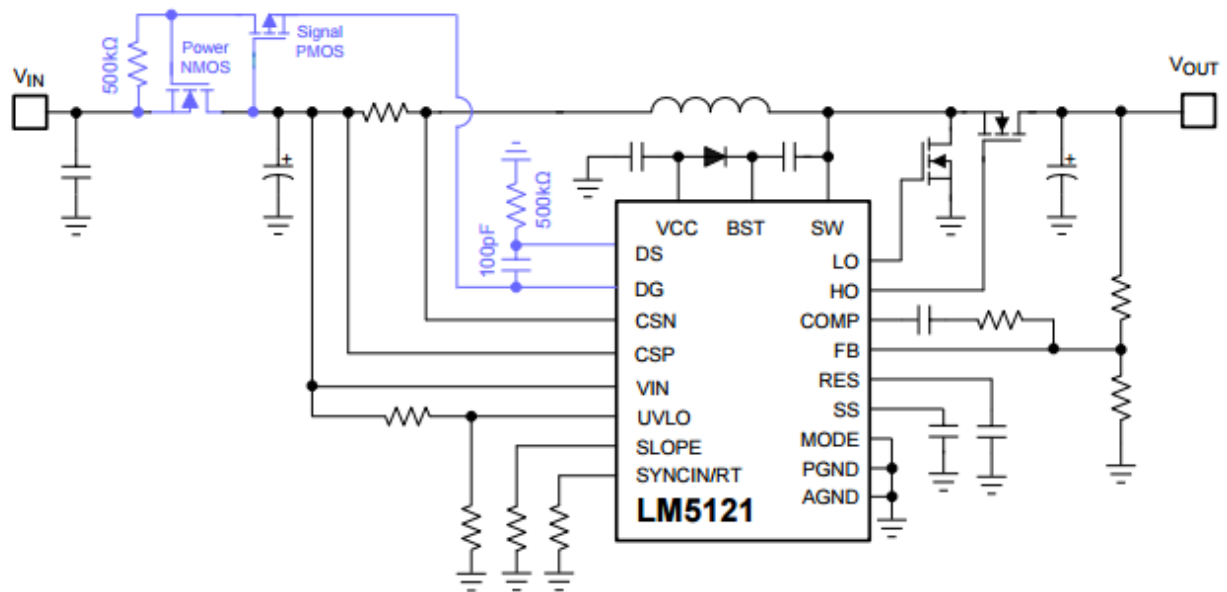 Signal
PMOS
Power
NMOS
500kΩ
VIN
VOUT
500kΩ
100pF
VCC BST SW
DS
DG
CSN
CSP
VIN
UVLO
SLOPE
SYNCIN/RT
LO
HO
COMP
FB
RES
SS
MODE
PGND
AGND
LM5121
+
+